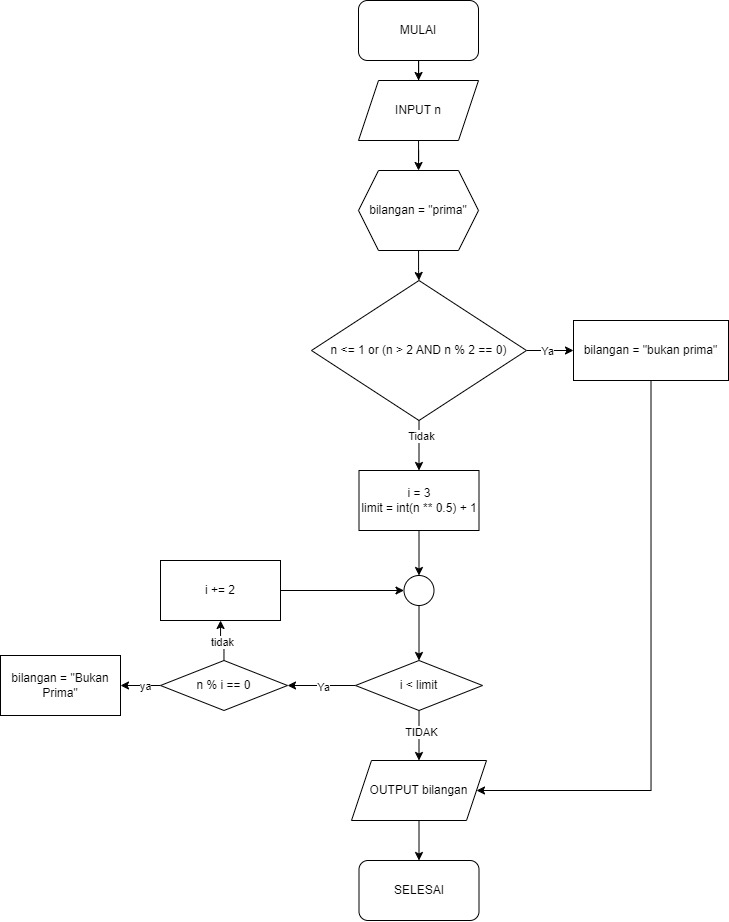 MULAI
INPUT n
bilangan = "prima"
n <= 1 or (n > 2 AND n % 2 == 0)
Ya
bilangan = "bukan prima"
Tidak
i = 3
limit = int(n ** 0.5) + 1
i += 2
tidak
bilangan = "Bukan
Prima"
ya
n % i == 0
Ya
i < limit
TIDAK
OUTPUT bilangan
SELESAI